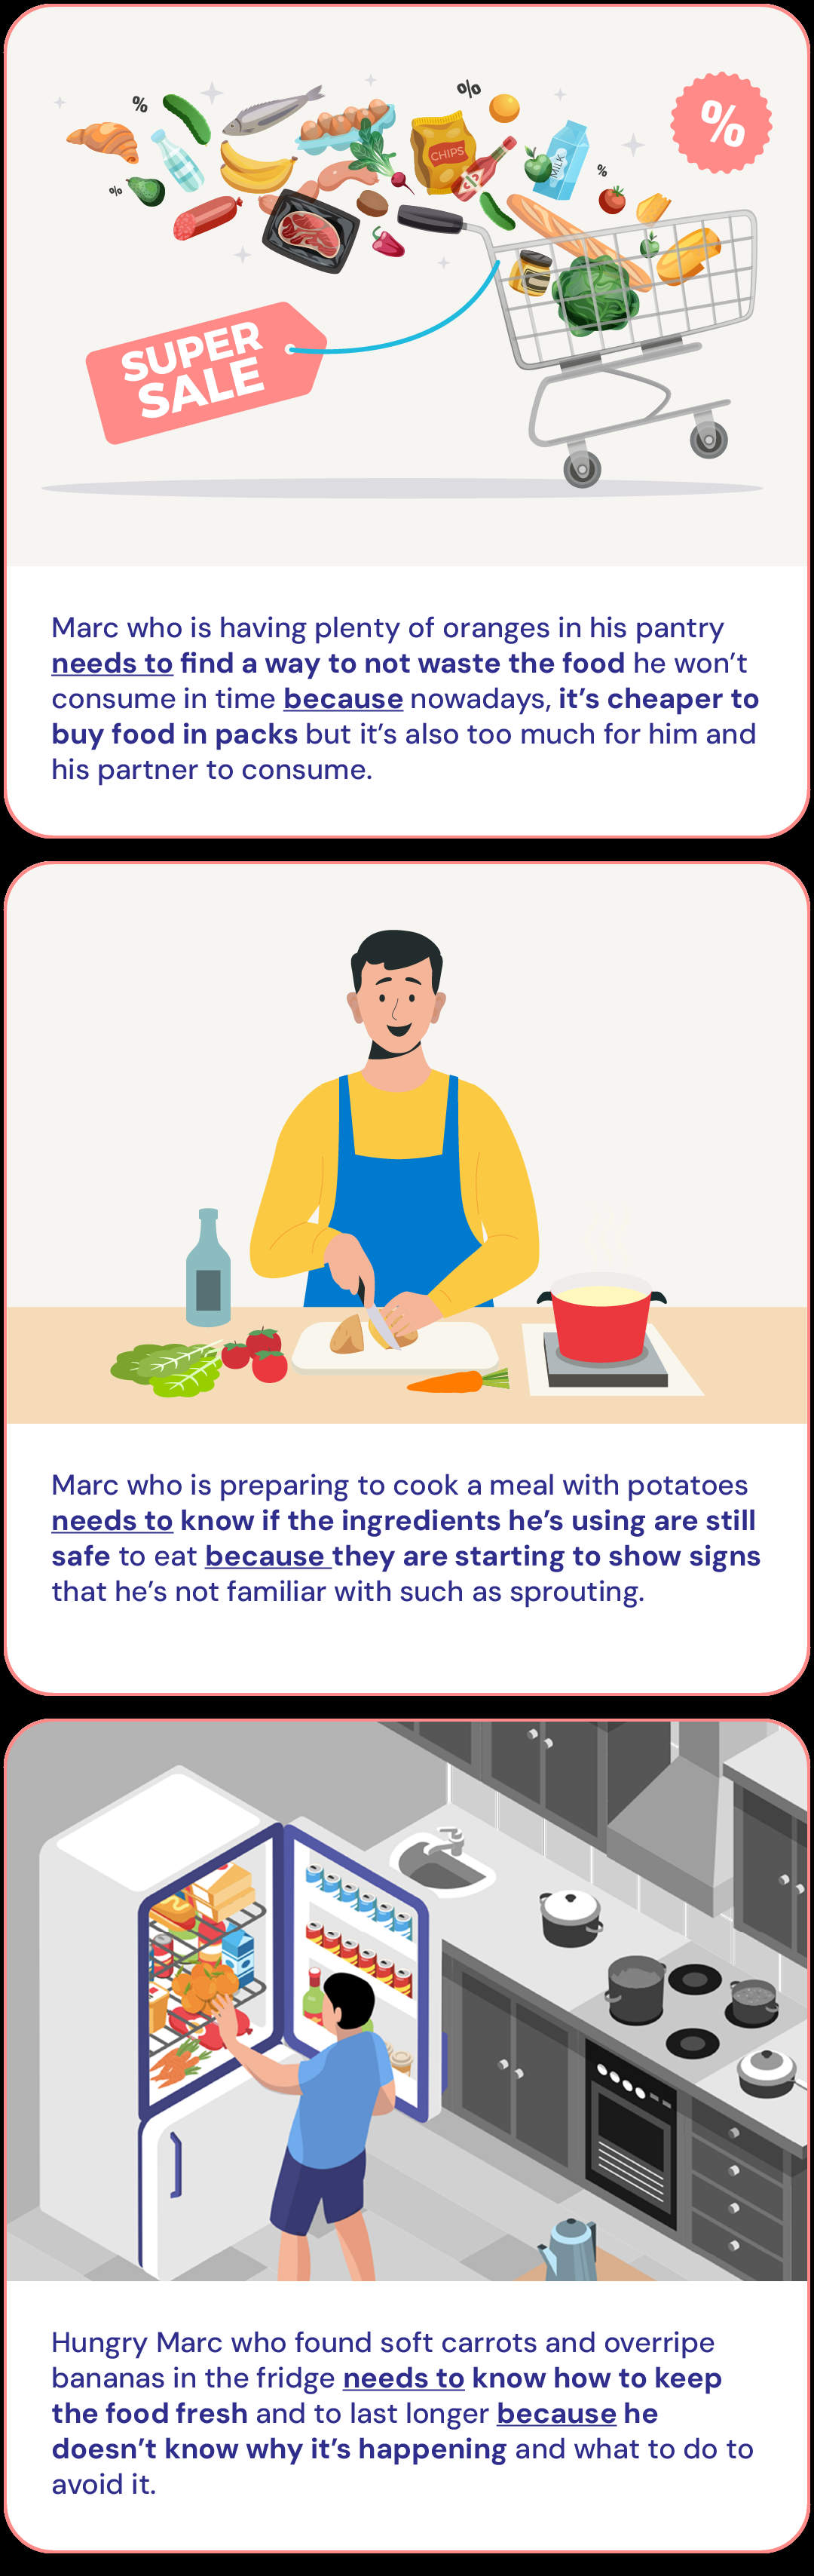 %
%
%
CHIPS
MILK
%
%
SUPER
SALE
Marc who is having plenty of oranges in his pantry
needs to find a way to not waste the food he won’t
consume in time because nowadays, it’s cheaper to
buy food in packs but it’s also too much for him and
his partner to consume.
Marc who is preparing to cook a meal with potatoes
needs to know if the ingredients he’s using are still
safe to eat because they are starting to show signs
that he’s not familiar with such as sprouting.
Hungry Marc who found soft carrots and overripe
bananas in the fridge needs to know how to keep
the food fresh and to last longer because he
doesn’t know why it’s happening and what to do to
avoid it.